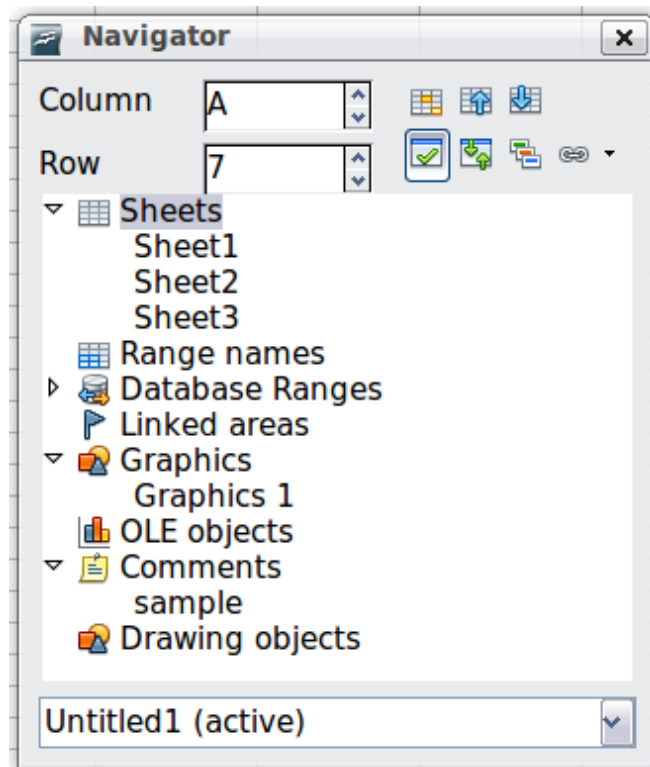 Navigator
Column A
Row 7
Sheets
Sheet1
Sheet2
Sheet3
Range names
Database Ranges
Linked areas
Graphics
Graphics 1
OLE objects
Comments
sample
Drawing objects
Untitled1 (active)